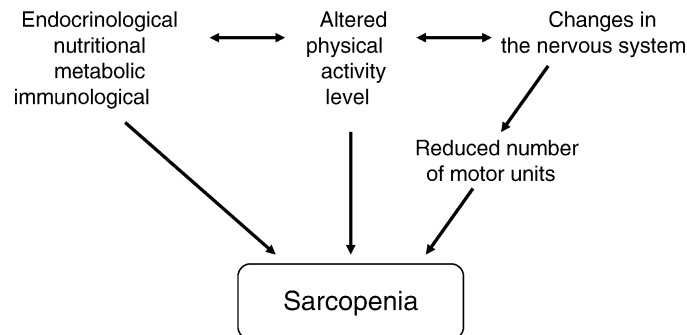 Endocrinological
nutritional
metabolic
immunological
Altered
physical
activity
level
Changes in
the nervous system
Reduced number
of motor units
Sarcopenia